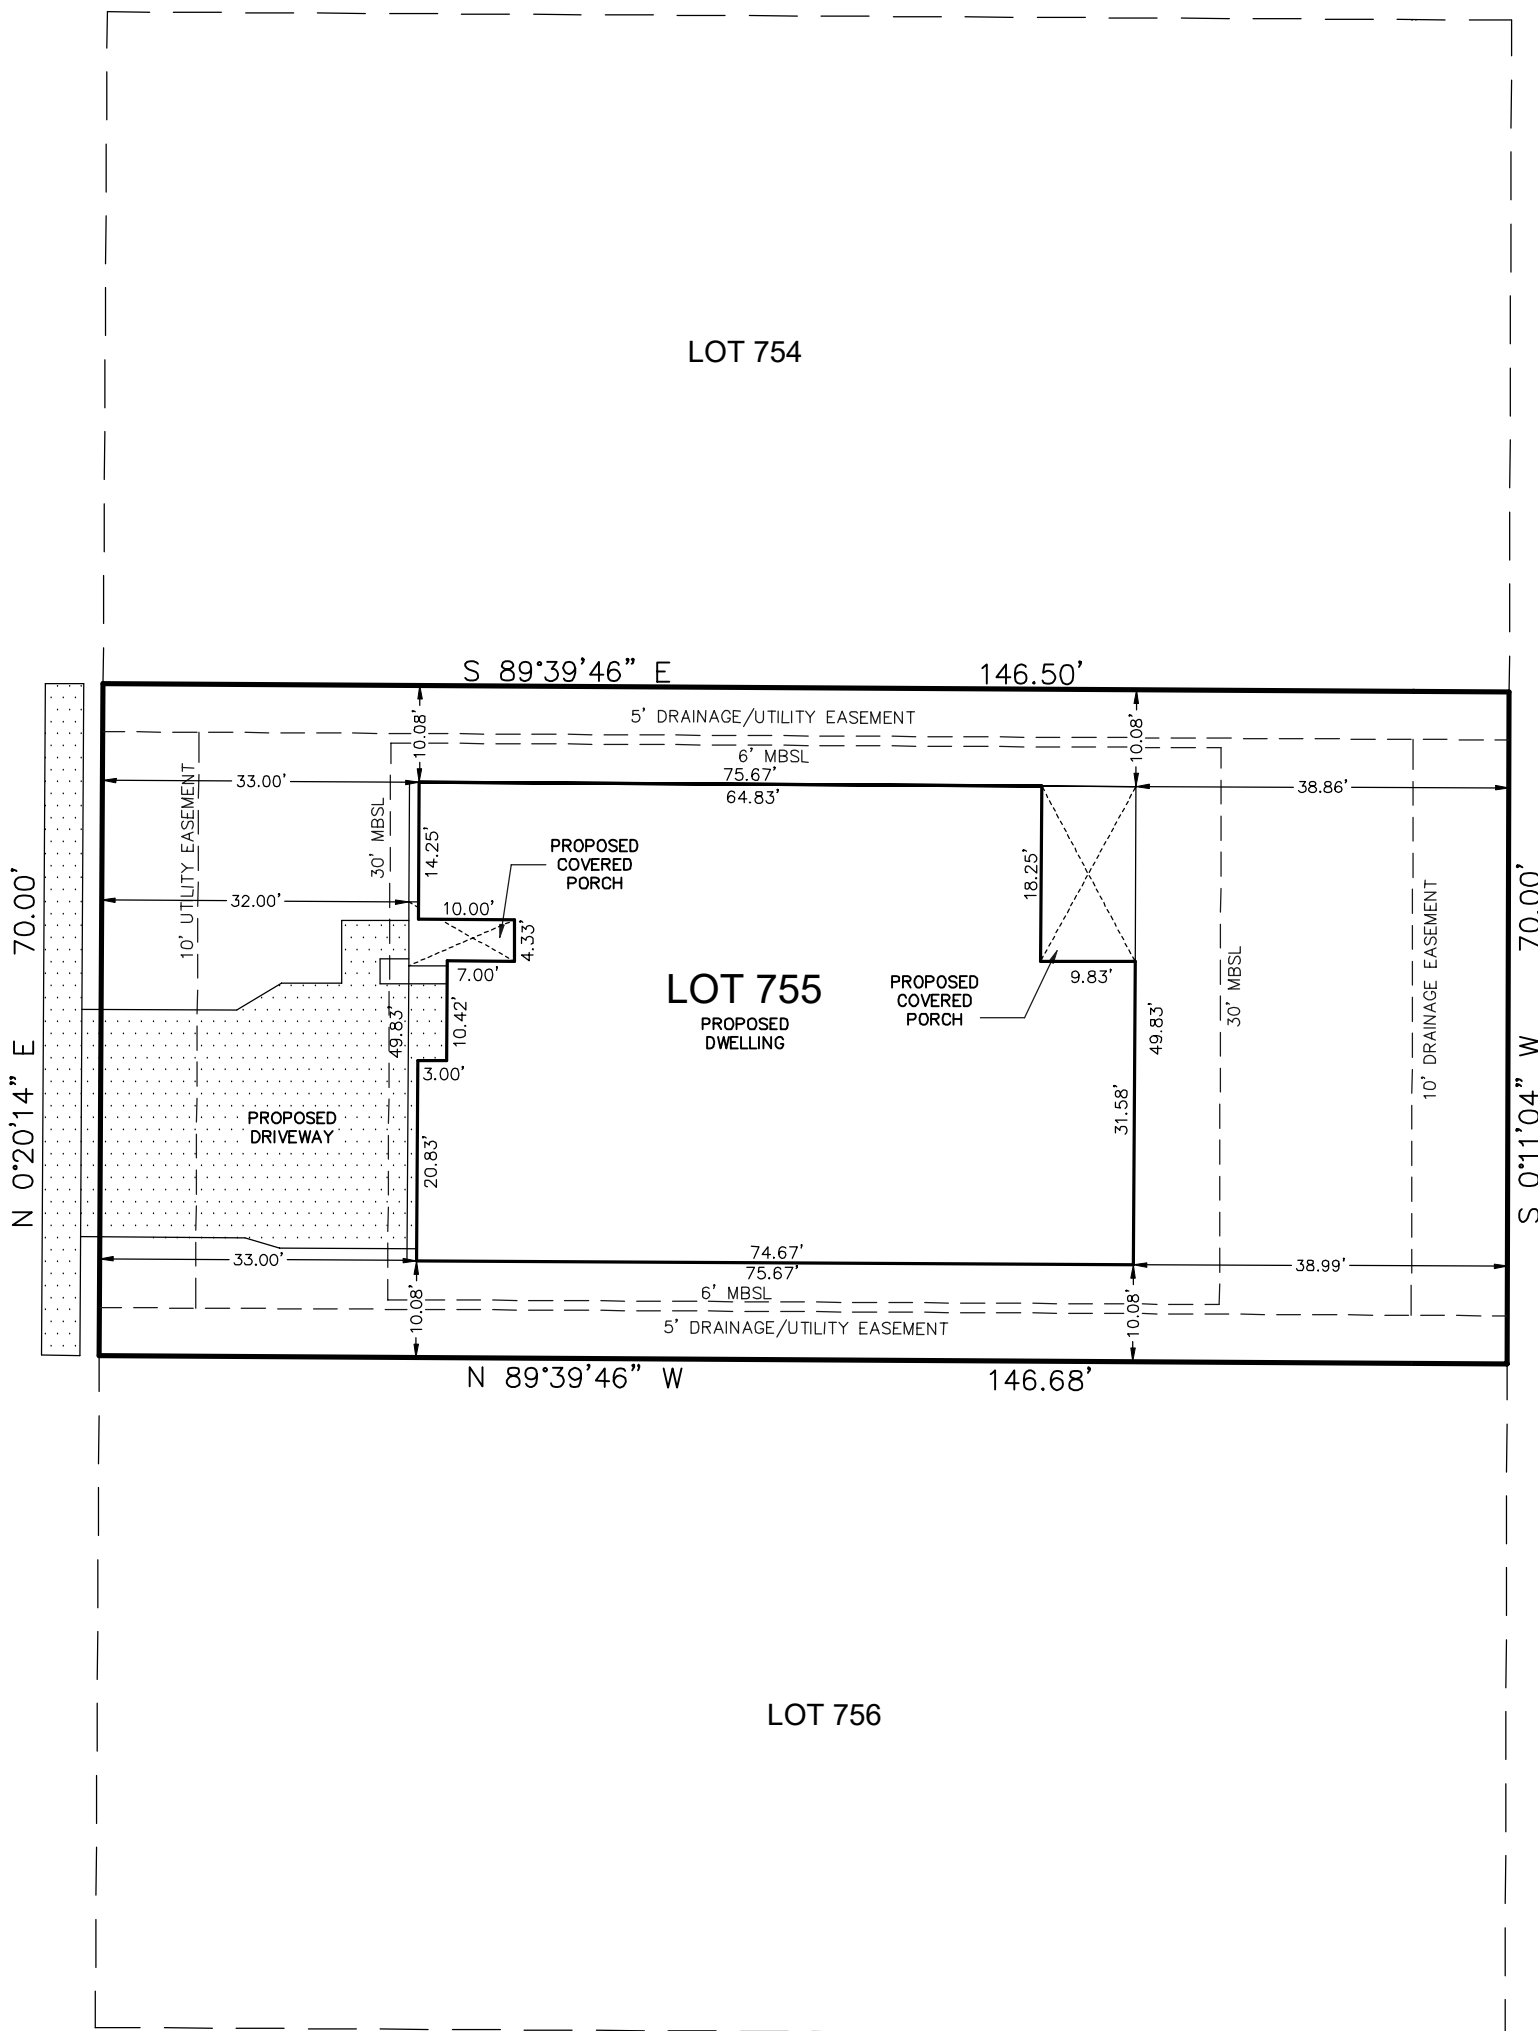 LOT 754
S 89°39'46" E
146.50'
5' DRAINAGE/UTILITY EASEMENT
10.08'
10.08'
6' MBSL
75.67'
64.83'
33.00'
38.86'
10' UTILITY EASEMENT
30' MBSL
14.25'
PROPOSED
COVERED
PORCH
18.25'
32.00'
10.00'
4.33'
7.00'
N 0°20'14" E
70.00'
LOT 755
PROPOSED
DWELLING
PROPOSED
COVERED
PORCH
9.83'
30' MBSL
10' DRAINAGE EASEMENT
S 0°11'04" W
70.00'
49.83'
10.42'
49.83'
3.00'
PROPOSED
DRIVEWAY
20.83'
31.58'
33.00'
74.67'
75.67'
38.99'
6' MBSL
10.08'
10.08'
5' DRAINAGE/UTILITY EASEMENT
N 89°39'46" W
146.68'
LOT 756